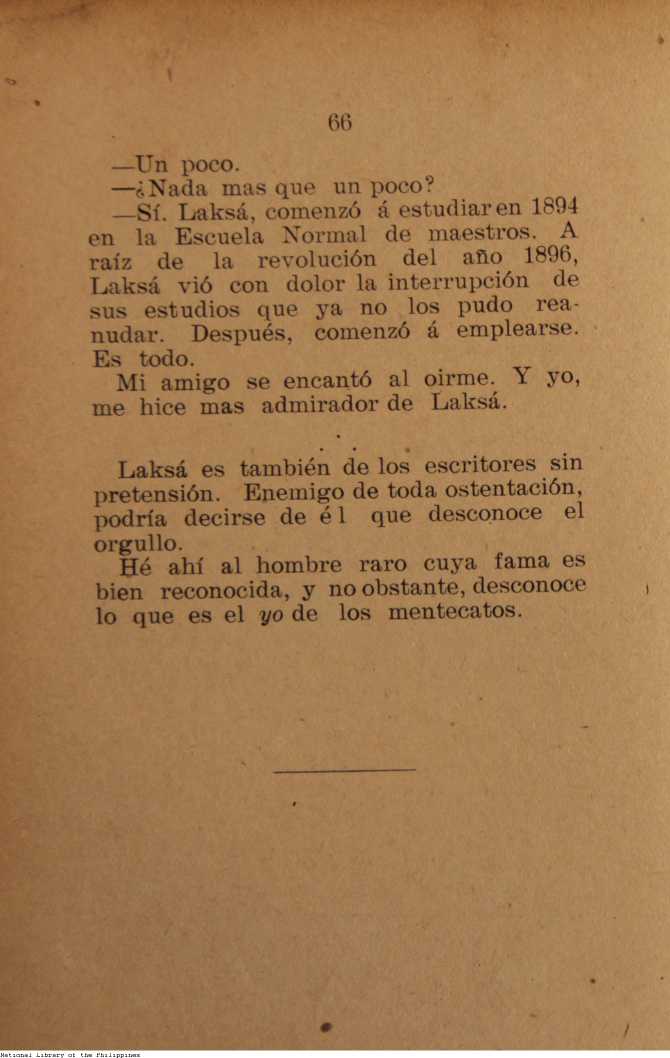 66
—Un poco.
—¿Nada mas que un poco?
—Sí. Laksá, comenzó á estudiar en 1894
en la Escuela Normal de maestros. A
raíz de la revolución del año 1896,
Laksá vió con dolor la interrupción de
sus estudios que ya no los pudo rea-
nudar. Después, comenzó á emplearse.
Es todo.
Mi amigo se encantó al oirme. Y yo,
me hice mas admirador de Laksá.
Laksá es también de los escritores sin
pretensión. Enemigo de toda ostentación,
podría decirse de él que desconoce el
orgullo.
Hé ahí al hombre raro cuya fama es
bien reconocida, y no obstante, desconoce
lo que es el yo de los mentecatos.
National Library of the Philippines